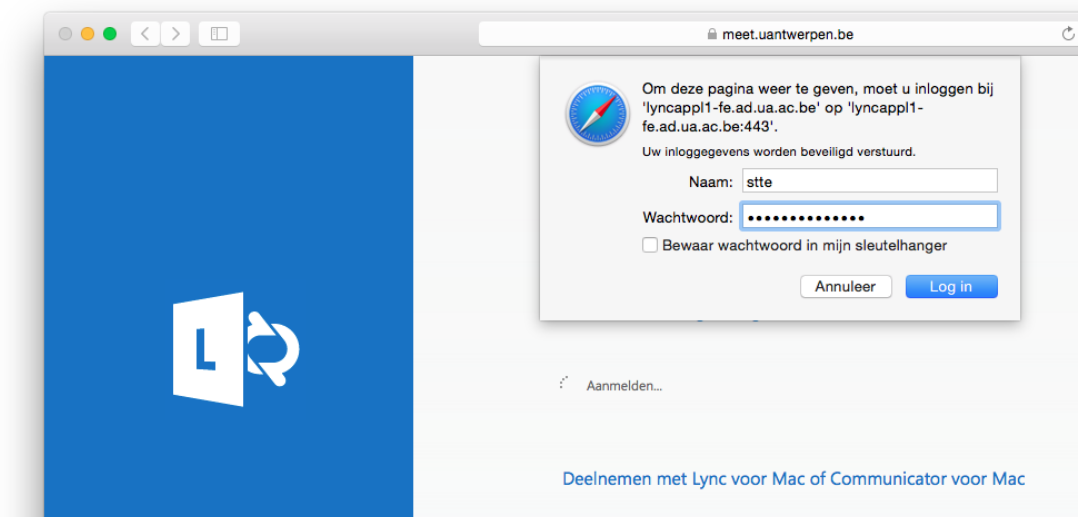 meet.uantwerpen.be
Om deze pagina weer te geven, moet u inloggen bij
'lyncappl1-fe.ad.ua.ac.be' op 'lyncappl1-
fe.ad.ua.ac.be:443'.
Uw inloggegevens worden beveiligd verstuurd.
Naam: stte
Wachtwoord: ••••••••••••••
Bewaar wachtwoord in mijn sleutelhanger
Annuleer Log in
L
Aanmelden...
Deelnemen met Lync voor Mac of Communicator voor Mac